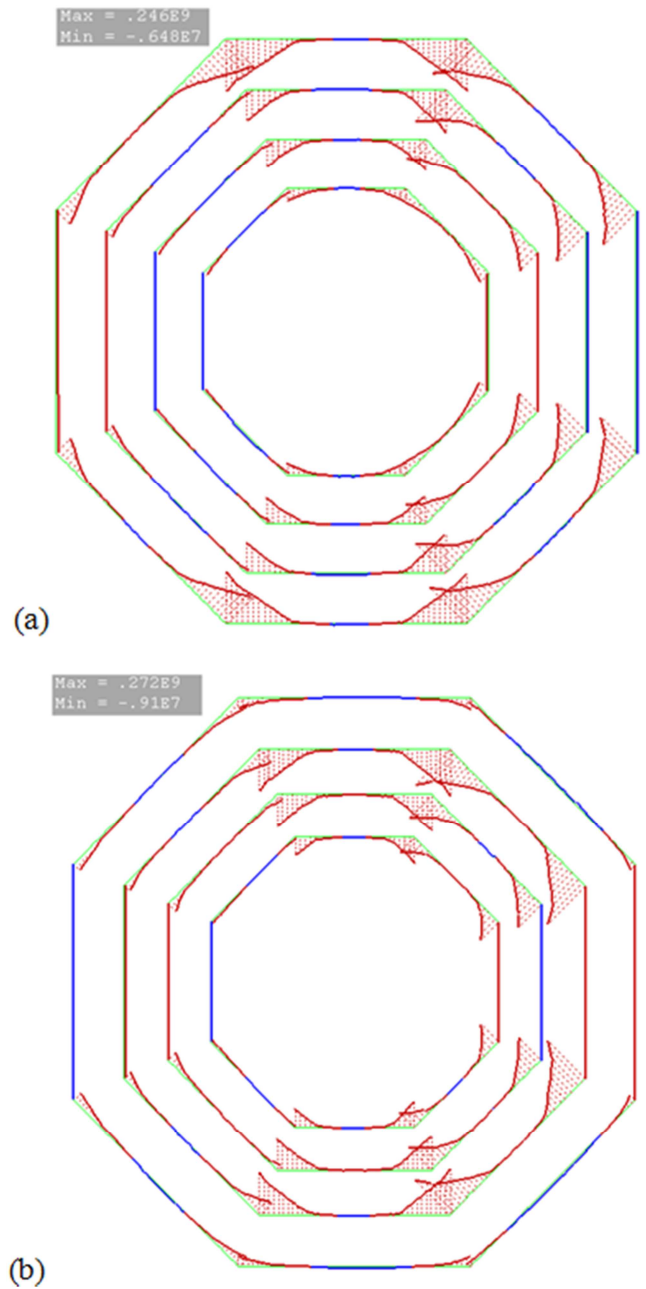 Max = .246E9
Min = -.648E7
(a)
Max = .272E9
Min = -.91E7
(b)